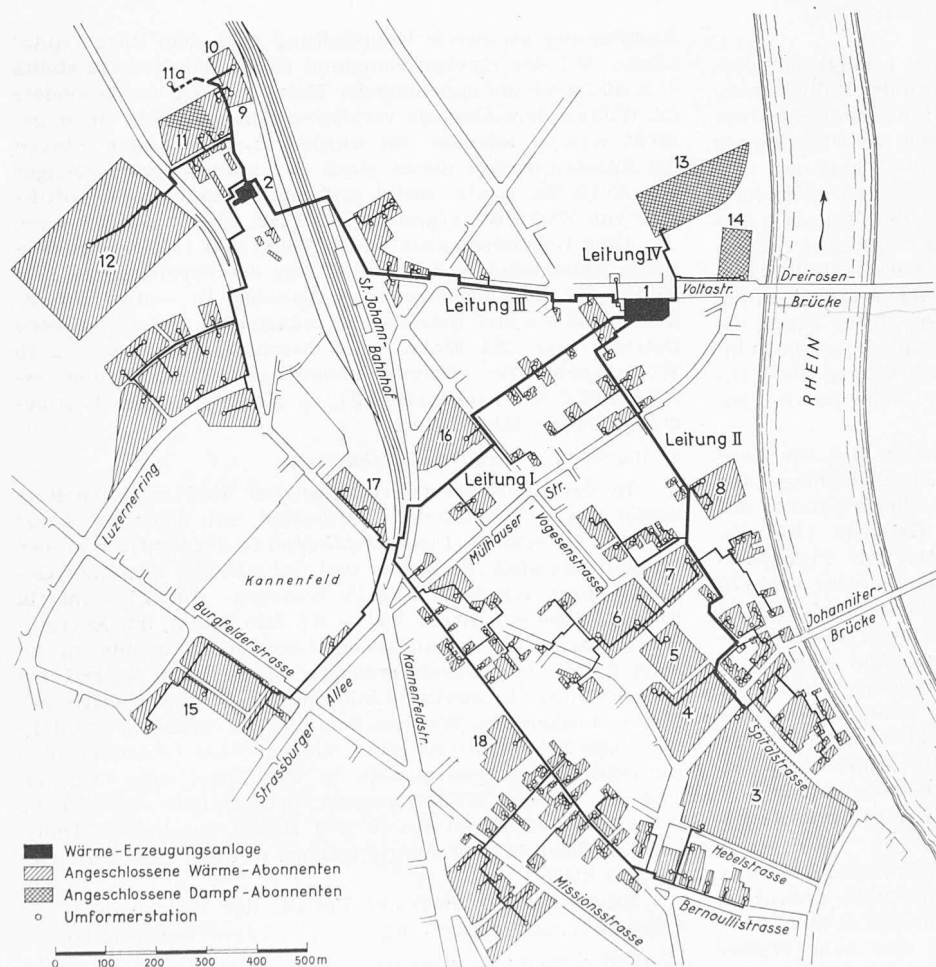 10
11a
9
11
2
12
13
14
Leitung IV
1
Voltastr.
Dreirosen-
Brücke
Leitung III
St. Johann-
Bahnhof
RHEIN
16
Leitung I
Leitung II
8
17
Mülhauser - Str.
Vogesenstrasse
Luzernerring
Kannenfeld
7
6
5
4
Johanniter-
Brücke
Burgfelderstrasse
15
Strassburger Allee
Kannenfeldstr.
18
3
Spitalstrasse
Hebelstrasse
Bernoullistrasse
Missionsstrasse
Wärme-Erzeugungsanlage
Angeschlossene Wärme-Abonnenten
Angeschlossene Dampf-Abonnenten
Umformerstation
0 100 200 300 400 500m